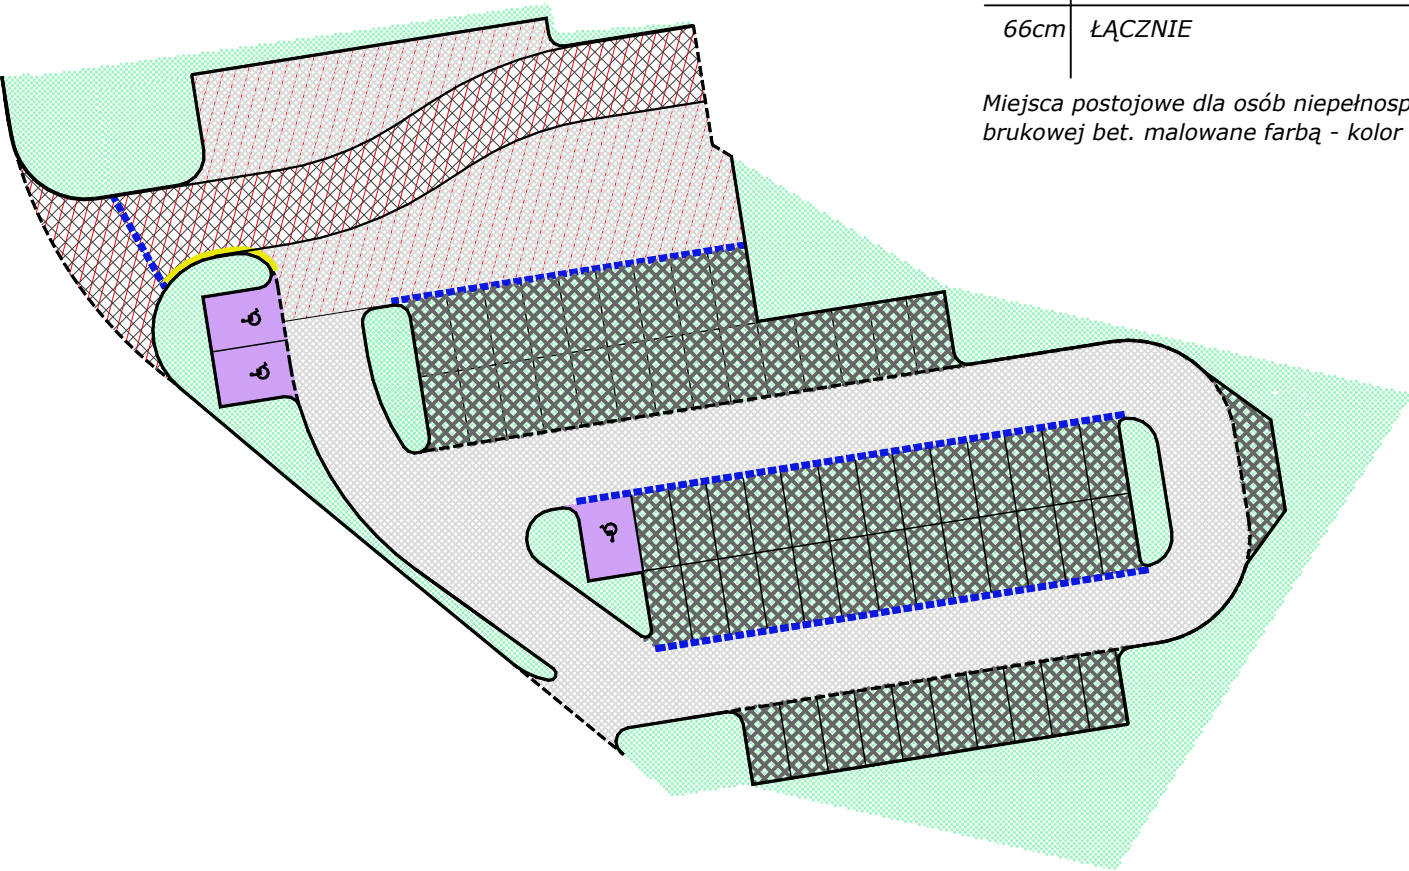 66cm ŁĄCZNIE
Miejsca postojowe dla osób niepełnosp
brukowej bet. malowane farbą - kolor